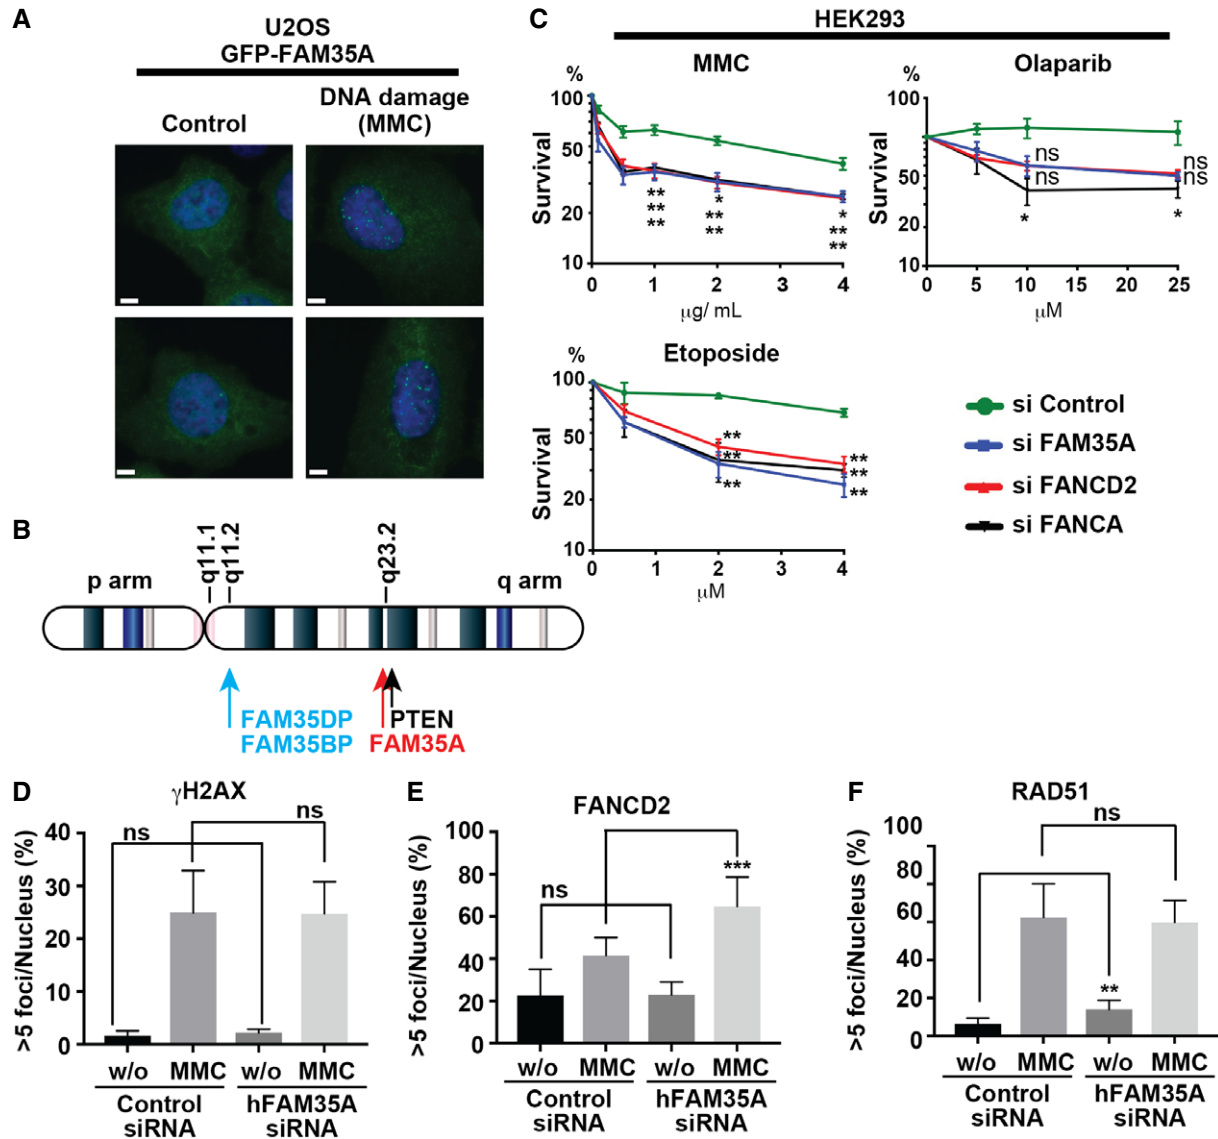 A
U2OS
GFP-FAM35A
Control
DNA damage
(MMC)
B
p arm
q11.1
q11.2
q23.2
q arm
FAM35DP
FAM35BP
PTEN
FAM35A
C
HEK293
MMC
%
Survival
100
50
20
10
0 1 2 3 4
μg/ mL
**
**
**
*
**
**
*
**
**
Olaparib
%
Survival
100
50
20
10
0 5 10 15 20 25
μM
ns
ns
*
ns
ns
*
Etoposide
%
Survival
100
50
20
10
0 1 2 3 4
μM
**
**
**
**
**
**
si Control
si FAM35A
si FANCD2
si FANCA
D
γH2AX
>5 foci/Nucleus (%)
40
30
20
10
0
ns
ns
w/o MMC w/o MMC
Control
siRNA
hFAM35A
siRNA
E
FANCD2
>5 foci/Nucleus (%)
100
80
60
40
20
0
ns
***
w/o MMC w/o MMC
Control
siRNA
hFAM35A
siRNA
F
RAD51
>5 foci/Nucleus (%)
100
80
60
40
20
0
ns
**
w/o MMC w/o MMC
Control
siRNA
hFAM35A
siRNA